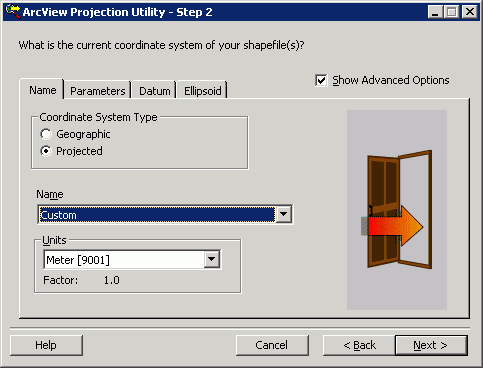 ArcView Projection Utility - Step 2
What is the current coordinate system of your shapefile(s)?
Show Advanced Options
Name Parameters Datum Ellipsoid
Coordinate System Type
Geographic
Projected
Name
Custom
Units
Meter [9001]
Factor: 1.0
Help Cancel < Back Next >